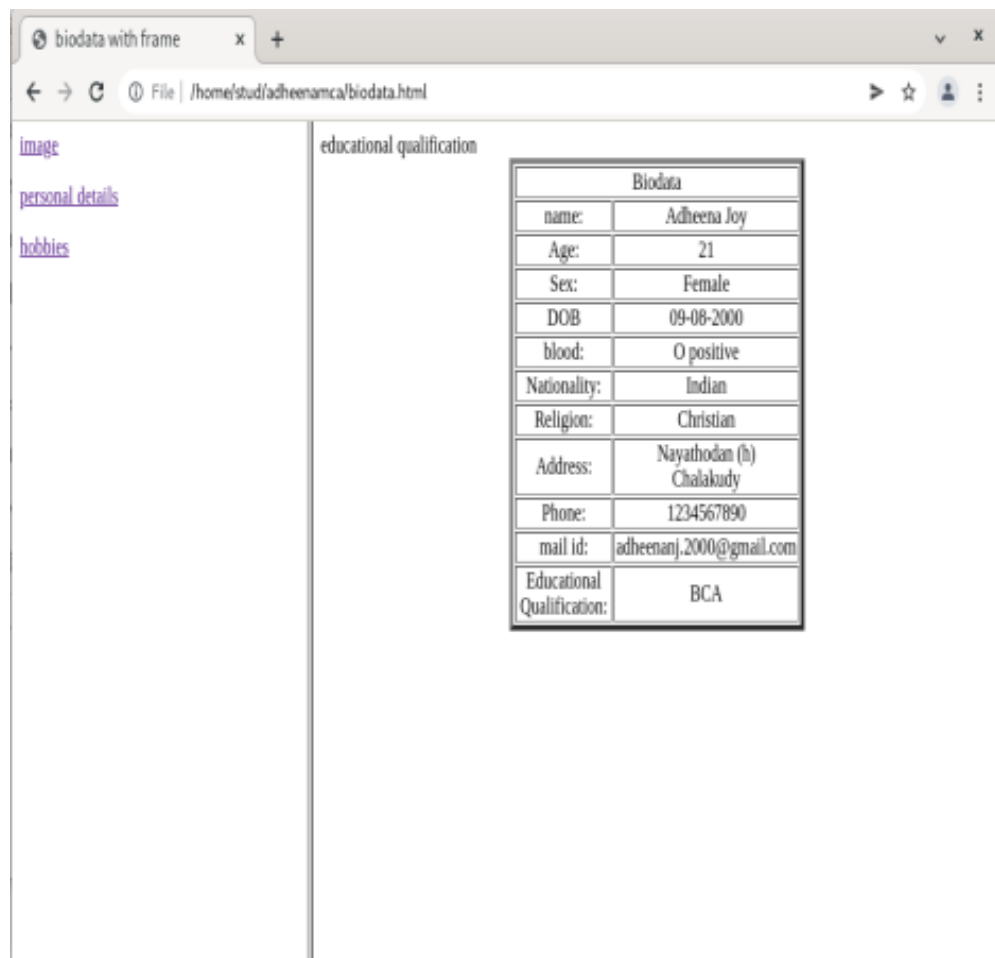 biodata with frame
File | /home/stud/adheenamca/biodata.html
image
personal details
hobbies
educational qualification
Biodata
name: Adheena Joy
Age: 21
Sex: Female
DOB 09-08-2000
blood: O positive
Nationality: Indian
Religion: Christian
Address: Nayathodan (h)
Chalakudy
Phone: 1234567890
mail id: adheenanj.2000@gmail.com
Educational
Qualification: BCA